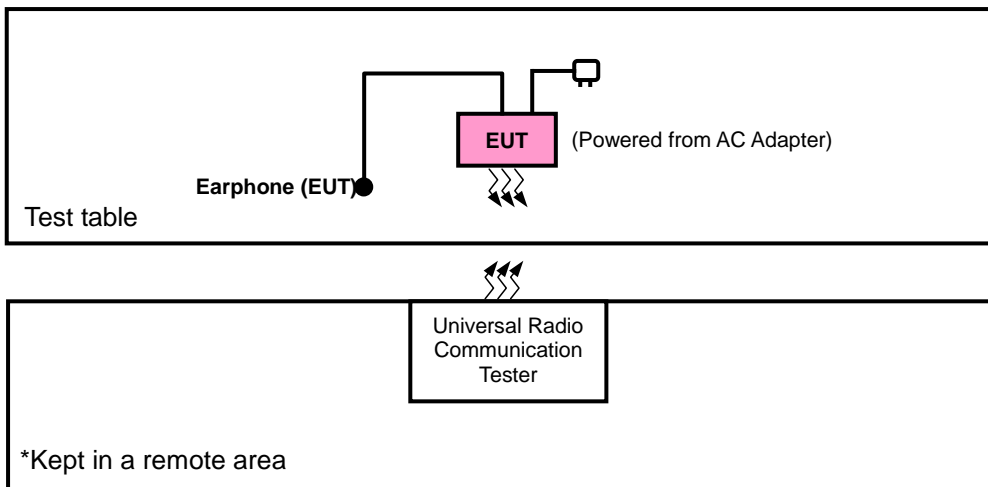 EUT
(Powered from AC Adapter)
Earphone (EUT)
Test table
Universal Radio
Communication
Tester
*Kept in a remote area